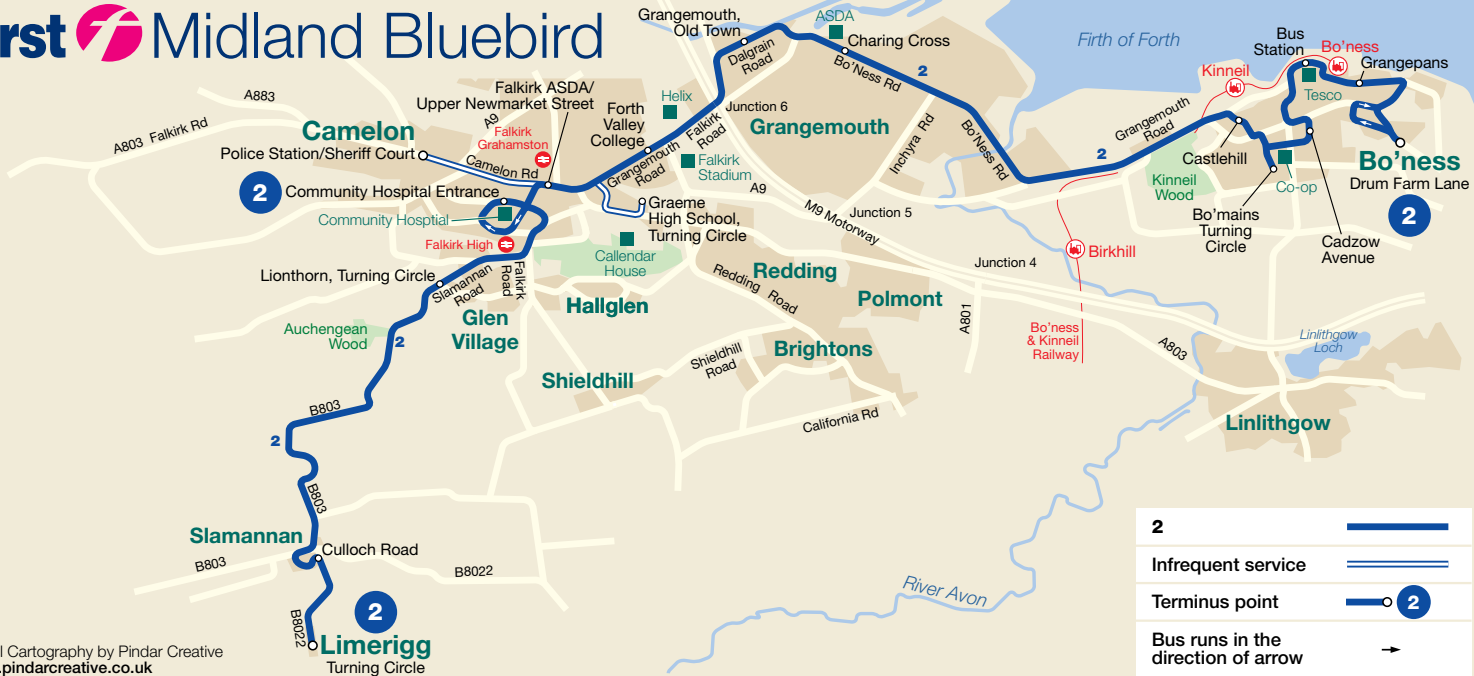 rst Midland Bluebird
Grangemouth,
Old Town
ASDA
Charing Cross
Dalgrain
Road
Bo'Ness Rd
2
Firth of Forth
Bus
Station
Bo'ness
Grangepans
Kinneil
Tesco
A883
A9
Falkirk ASDA/
Upper Newmarket Street
Forth
Valley
College
Helix
Junction 6
Falkirk
Road
Grangemouth
Inchyra Rd
Bo'Ness Rd
Grangemouth
Road
A803 Falkirk Rd
Camelon
Police Station/Sheriff Court
Falkirk
Grahamston
Camelon Rd
Grangemouth
Road
Falkirk
Stadium
2
Castlehill
Kinneil
Wood
Co-op
Bo'ness
Drum Farm Lane
2
2
Community Hospital Entrance
Community Hosptial
Graeme
High School,
Turning Circle
A9
M9 Motorway
Junction 5
Bo'mains
Turning
Circle
Cadzow
Avenue
Falkirk High
Callendar
House
Birkhill
Junction 4
Lionthorn, Turning Circle
Slamannan
Road
Falkirk
Road
Redding
Redding Road
Polmont
Hallglen
Glen
Village
Auchengean
Wood
2
A801
Bo'ness
& Kinneil
Railway
Linlithgow
Loch
Brightons
Shieldhill
Road
A803
Shieldhill
B803
California Rd
Linlithgow
2
B803
Slamannan
Culloch Road
B803
B8022
River Avon
B8022
2
Limerigg
Turning Circle
l Cartography by Pindar Creative
.pindarcreative.co.uk
2
Infrequent service
Terminus point
2
Bus runs in the
direction of arrow